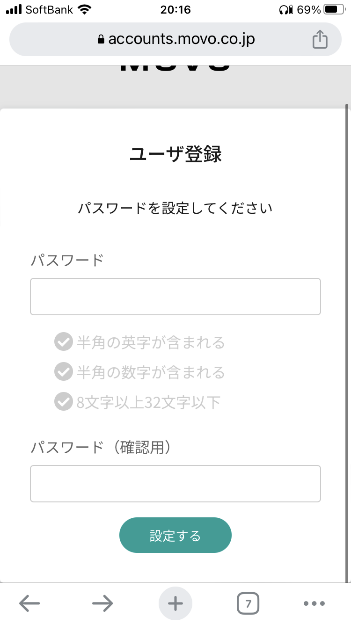 SoftBank 20:16 69%
accounts.movo.co.jp
MOVO
ユーザ登録
パスワードを設定してください
パスワード
半角の英字が含まれる
半角の数字が含まれる
8文字以上32文字以下
パスワード（確認用）
設定する
7